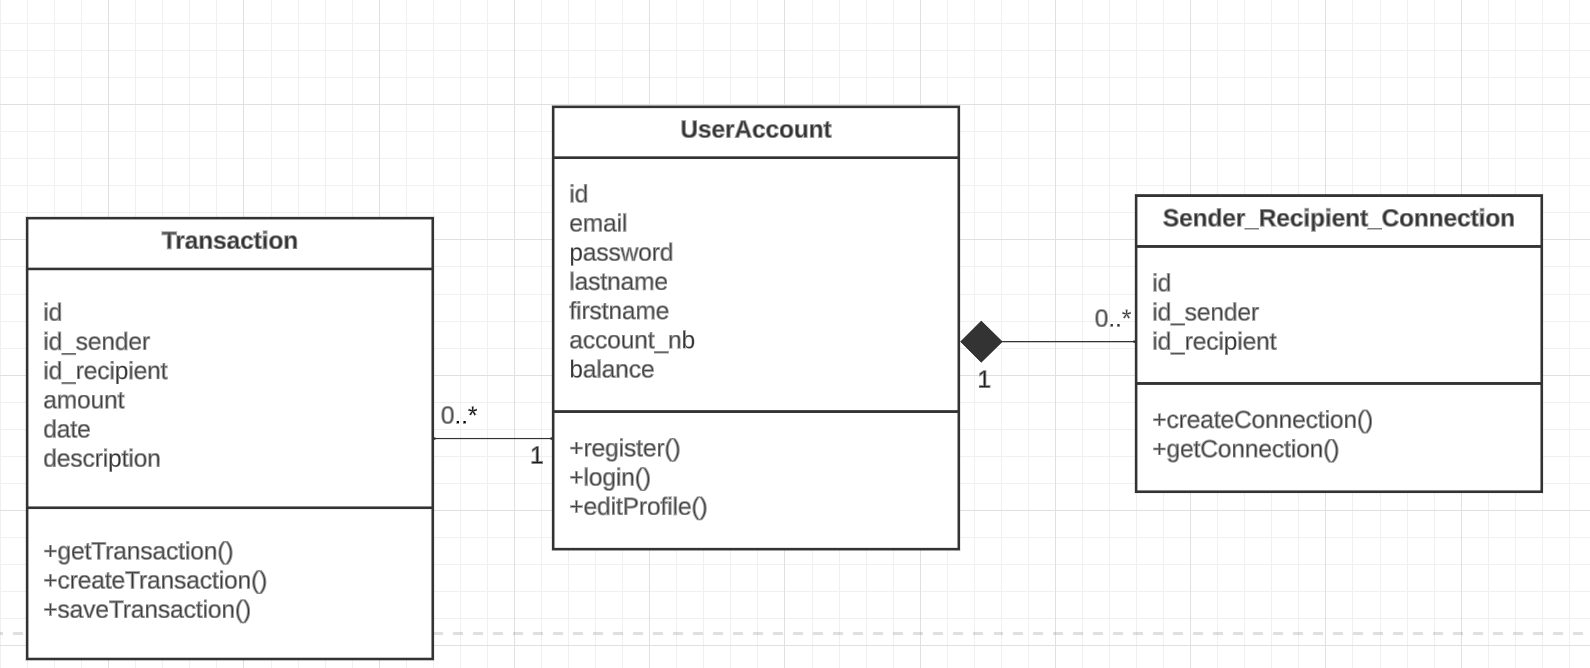 Transaction
id
id_sender
id_recipient
amount
date
description
+getTransaction()
+createTransaction()
+saveTransaction()
0..*
1
UserAccount
id
email
password
lastname
firstname
account_nb
balance
+register()
+login()
+editProfile()
1
0..*
Sender_Recipient_Connection
id
id_sender
id_recipient
+createConnection()
+getConnection()